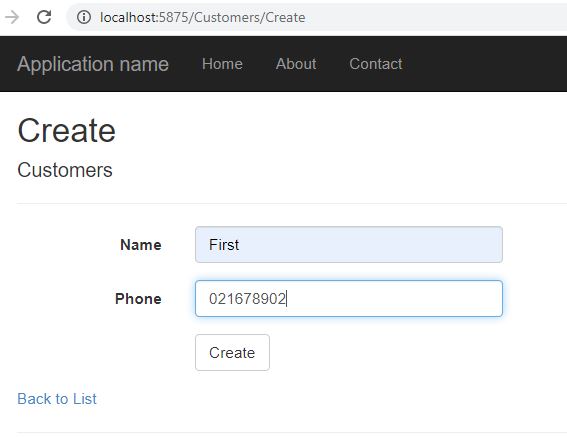 localhost:5875/Customers/Create
Application name Home About Contact
Create
Customers
Name First
Phone 021678902
Create
Back to List